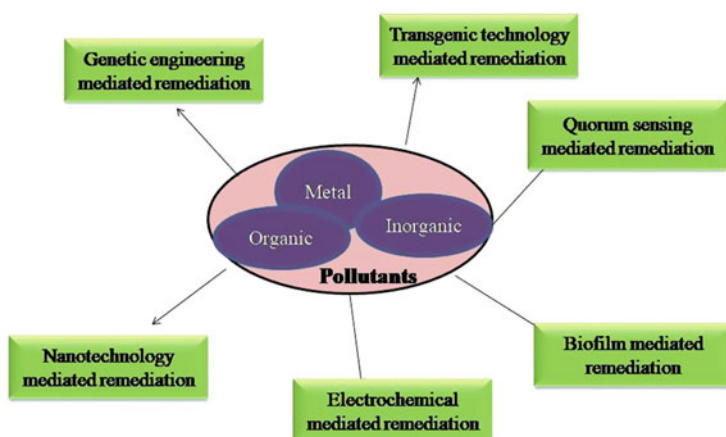 Genetic engineering
mediated remediation
Transgenic technology
mediated remediation
Quorum sensing
mediated remediation
Metal
Organic
Inorganic
Pollutants
Nanotechnology
mediated remediation
Electrochemical
mediated remediation
Biofilm mediated
remediation